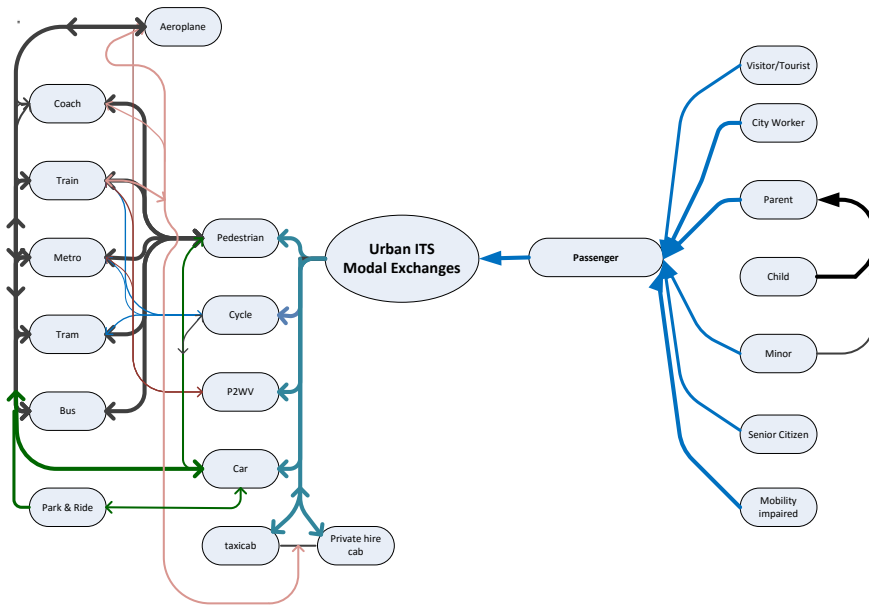 Aeroplane
Coach
Train
Metro
Tram
Bus
Park & Ride
Pedestrian
Cycle
P2WV
Car
taxicab
Private hire
cab
Urban ITS
Modal Exchanges
Passenger
Visitor/Tourist
City Worker
Parent
Child
Minor
Senior Citizen
Mobility
impaired